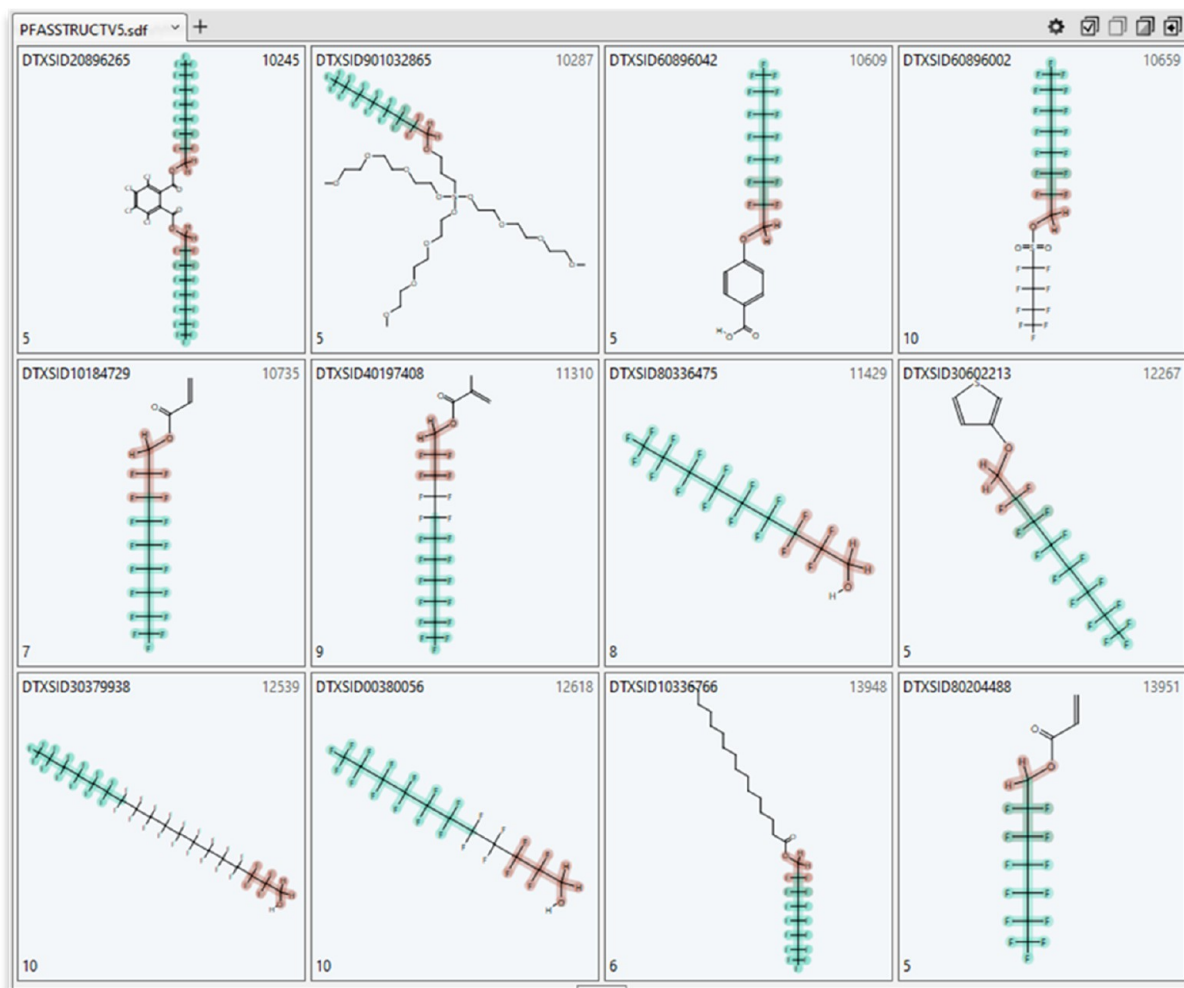 PFASSTRUCTV5.sdf
DTXSID20896265 10245
5
DTXSID901032865 10287
5
DTXSID60896042 10609
5
DTXSID60896002 10659
10
DTXSID10184729 10735
7
DTXSID40197408 11310
9
DTXSID80336475 11429
8
DTXSID30602213 12267
5
DTXSID30379938 12539
10
DTXSID00380056 12618
10
DTXSID10336766 13948
6
DTXSID80204488 13951
5